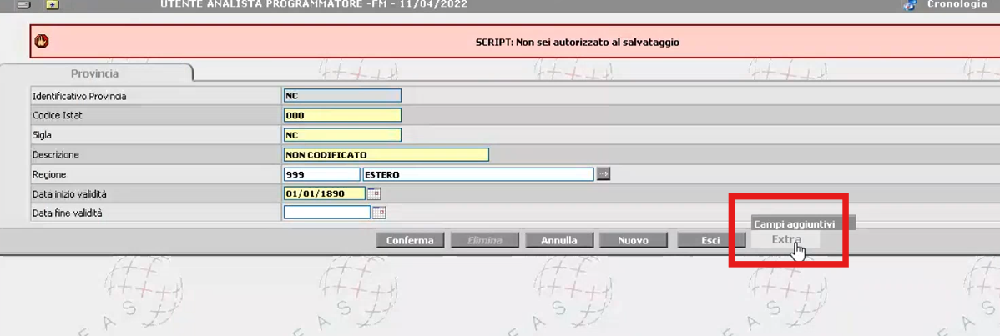 UTENTE ANALISTA PROGRAMMATORE -FM - 11/04/2022
Cronologia
SCRIPT: Non sei autorizzato al salvataggio
Provincia
Identificativo Provincia NC
Codice Istat 000
Sigla NC
Descrizione NON CODIFICATO
Regione 999 ESTERO
Data inizio validità 01/01/1890
Data fine validità
Campi aggiuntivi
Conferma Elimina Annulla Nuovo Esci Extra
E A S
E A S
E A S
E A S